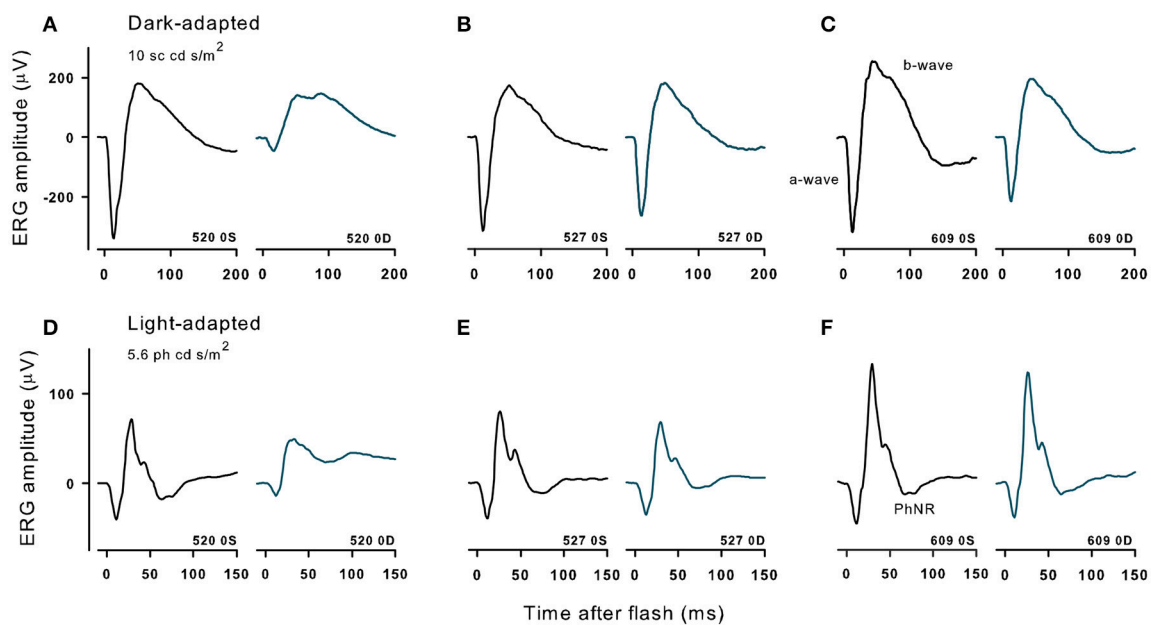 A Dark-adapted B C
10 sc cd s/m2
b-wave
200
0
-200
a-wave
ERG amplitude (μV)
520 0S 520 0D 527 0S 527 0D 609 0S 609 0D
0 100 200 0 100 200 0 100 200 0 100 200 0 100 200 0 100 200
D Light-adapted E F
5.6 ph cd s/m2
100
0
ERG amplitude (μV)
PhNR
520 0S 520 0D 527 0S 527 0D 609 0S 609 0D
0 50 100 150 0 50 100 150 0 50 100 150 0 50 100 150 0 50 100 150 0 50 100 150
Time after flash (ms)